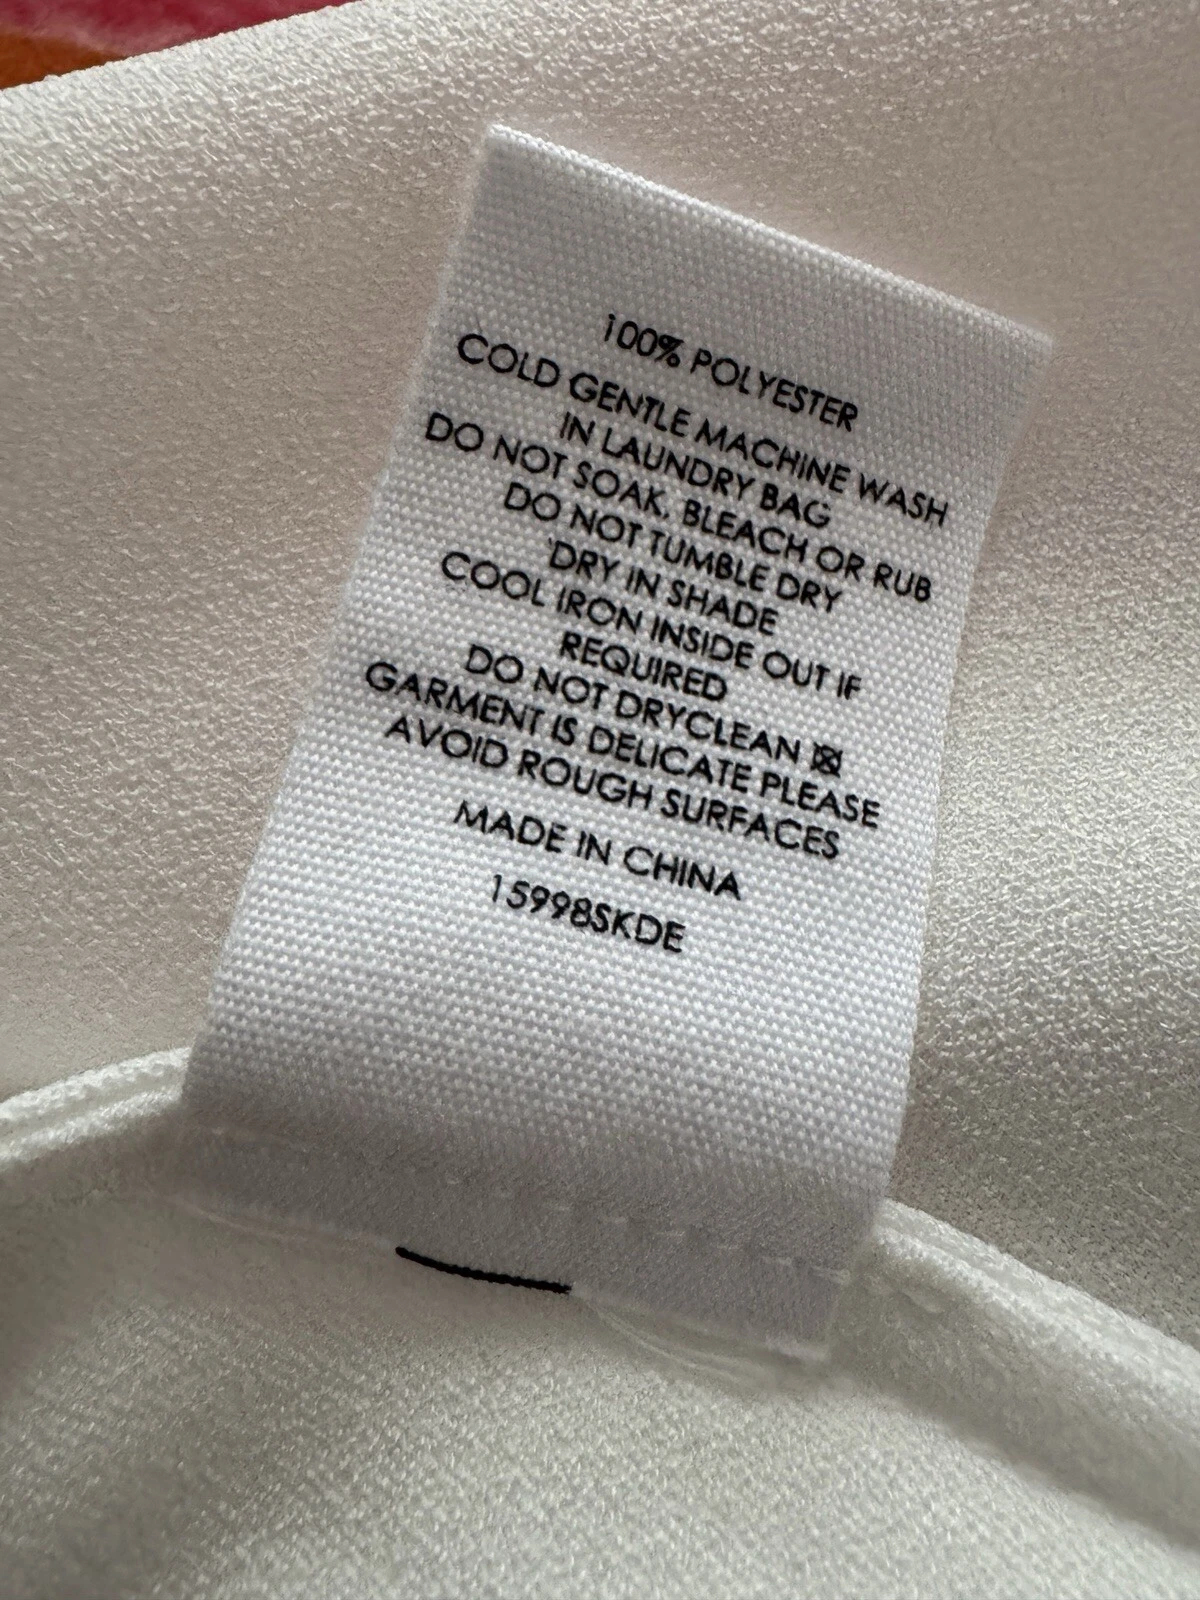 100% POLYESTER
COLD GENTLE MACHINE WASH
IN LAUNDRY BAG
DO NOT SOAK, BLEACH OR RUB
DO NOT TUMBLE DRY
DRY IN SHADE
COOL IRON INSIDE OUT IF
REQUIRED
DO NOT DRYCLEAN
GARMENT IS DELICATE PLEASE
AVOID ROUGH SURFACES
MADE IN CHINA
15998SKDE